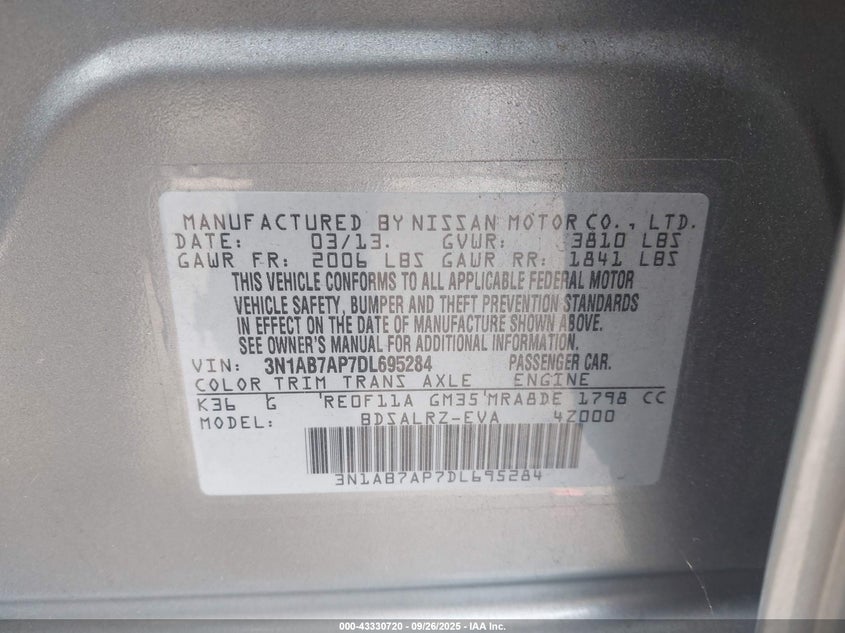 MANUFACTURED BY NISSAN MOTOR CO., LTD.
DATE: 03/13. GVWR: 3810 LBS
GAWR FR: 2006 LBS GAWR RR: 1841 LBS
THIS VEHICLE CONFORMS TO ALL APPLICABLE FEDERAL MOTOR
VEHICLE SAFETY, BUMPER AND THEFT PREVENTION STANDARDS
IN EFFECT ON THE DATE OF MANUFACTURE SHOWN ABOVE.
SEE OWNER'S MANUAL FOR ADDITIONAL INFORMATION.
VIN: 3N1AB7AP7DL695284 PASSENGER CAR.
COLOR TRIM TRANS AXLE ENGINE
K36 G RE0F11A GM35 MRA8DE 1798 CC
MODEL: BDSALRZ-EVA 4Z000
3N1AB7AP7DL695284
000-43330720 - 09/26/2025 - IAA Inc.